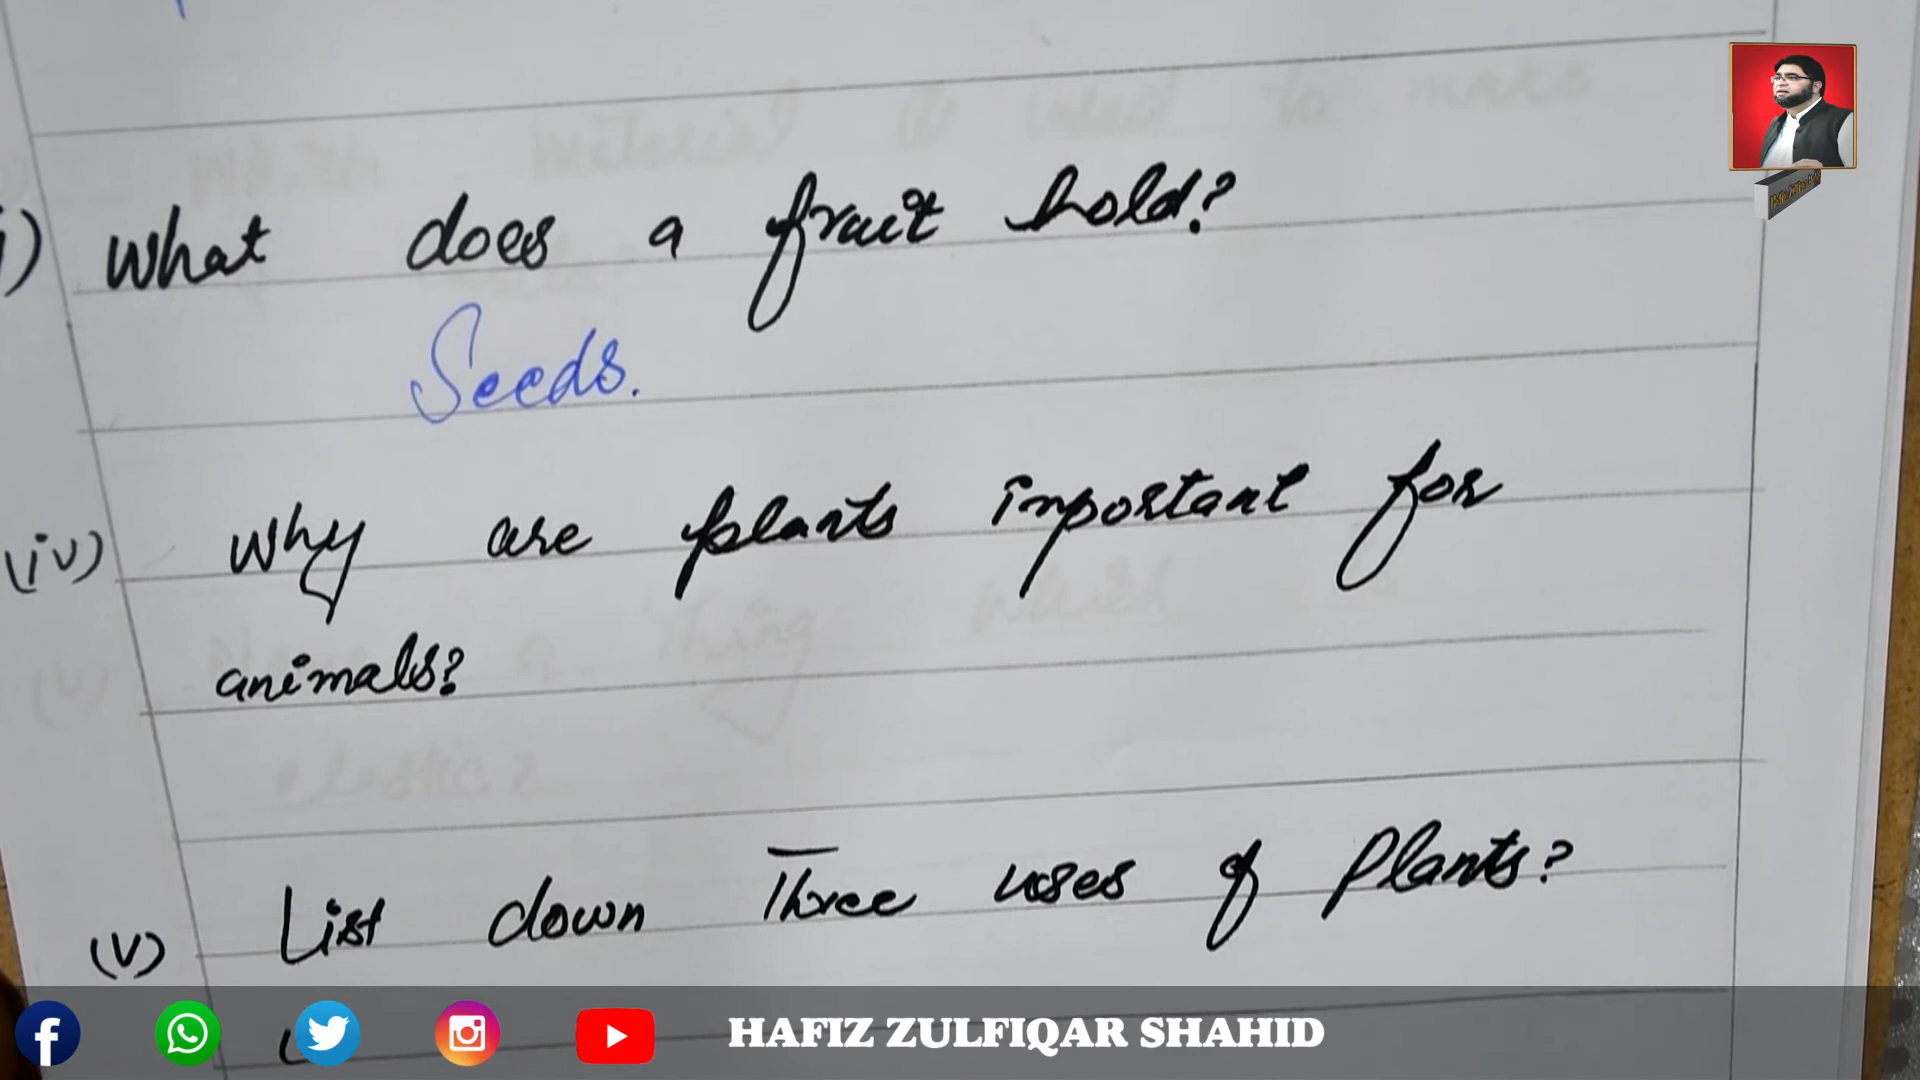 i) What does a fruit hold?
Seeds.
(iv) Why are plants important for
animals?
(v) List down Three uses of Plants?
HAFIZ ZULFIQAR SHAHID